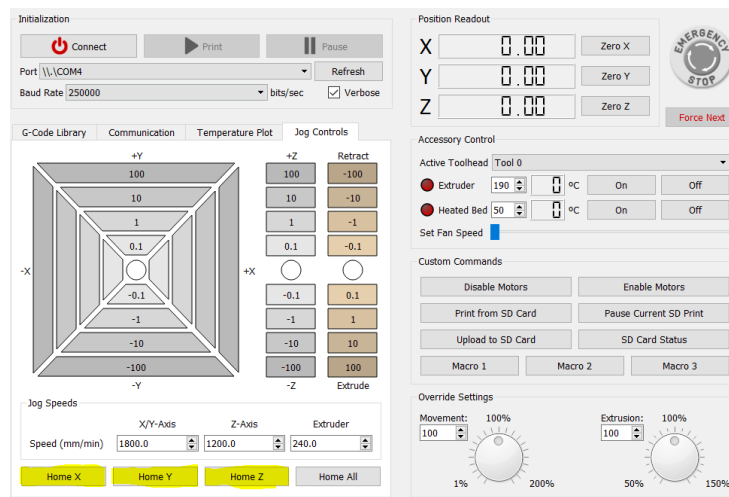 Initialization
Connect
Print
Pause
Port \\.\COM4
Refresh
Baud Rate 250000
bits/sec
Verbose
G-Code Library
Communication
Temperature Plot
Jog Controls
+Y
+Z
Retract
100
100
-100
10
10
-10
1
1
-1
0.1
0.1
-0.1
-X
+X
-0.1
-0.1
0.1
-1
-1
1
-10
-10
10
-100
-100
100
-Y
-Z
Extrude
Jog Speeds
X/Y-Axis
Z-Axis
Extruder
Speed (mm/min)
1800.0
1200.0
240.0
Home X
Home Y
Home Z
Home All
Position Readout
X 0.00
Zero X
Y 0.00
Zero Y
Z 0.00
Zero Z
EMERGENCY
STOP
Force Next
Accessory Control
Active Toolhead Tool 0
Extruder 190 0 ºC
On
Off
Heated Bed 50 0 ºC
On
Off
Set Fan Speed
Custom Commands
Disable Motors
Enable Motors
Print from SD Card
Pause Current SD Print
Upload to SD Card
SD Card Status
Macro 1
Macro 2
Macro 3
Override Settings
Movement:
100%
100
1%
200%
Extrusion:
100%
100
50%
150%